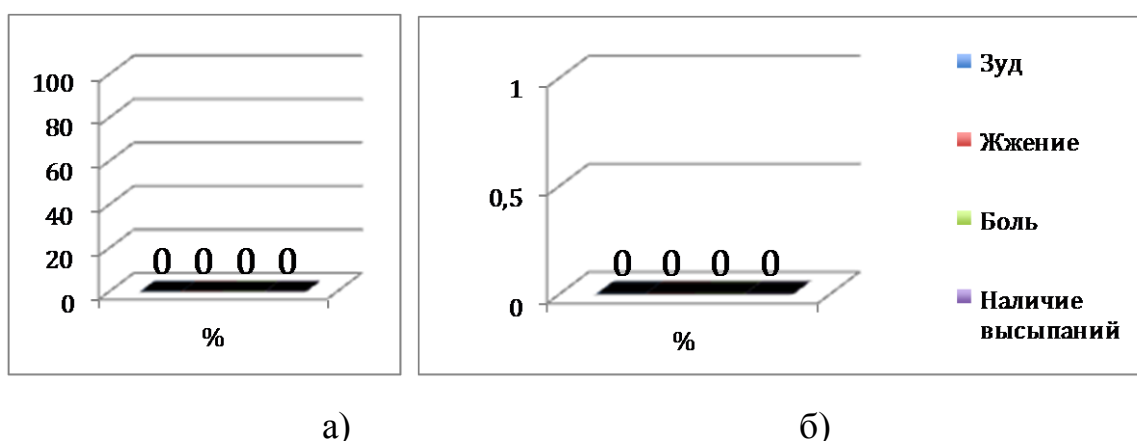 100
80
60
40
20
0
0 0 0 0
%
1
0,5
0
0 0 0 0
%
Зуд
Жжение
Боль
Наличие
высыпаний
а)
б)